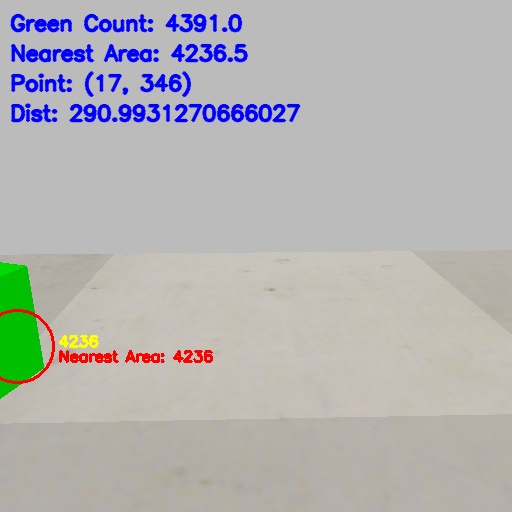 Green Count: 4391.0
Nearest Area: 4236.5
Point: (17, 346)
Dist: 290.9931270666027
4236
Nearest Area: 4236